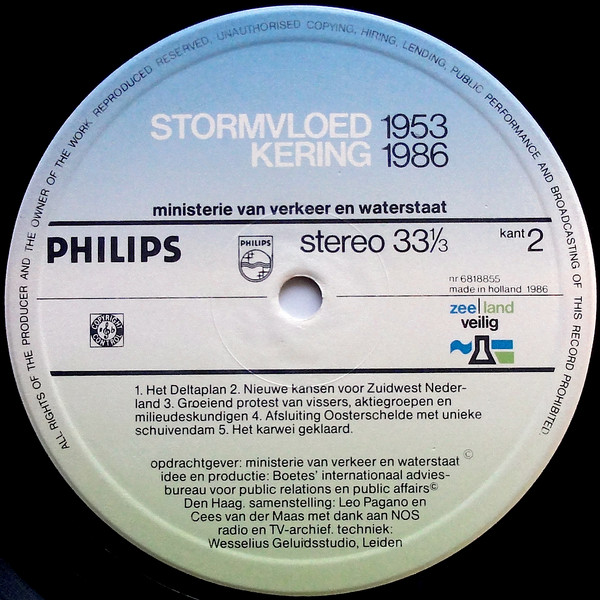 ALL RIGHTS OF THE PRODUCER AND THE OWNER OF THE WORK REPRODUCED RESERVED, UNAUTHORISED COPYING, HIRING, LENDING, PUBLIC PERFORMANCE AND BROADCASTING OF THIS RECORD PROHIBITED.
STORMVLOED 1953
KERING 1986
ministerie van verkeer en waterstaat
PHILIPS
PHILIPS
stereo 33⅓
kant 2
nr 6818855
made in holland 1986
zee|land
veilig
COPYRIGHT
CONTROL
1. Het Deltaplan 2. Nieuwe kansen voor Zuidwest Neder-
land 3. Groeiend protest van vissers, aktiegroepen en
milieudeskundigen 4. Afsluiting Oosterschelde met unieke
schuivendam 5. Het karwei geklaard.
opdrachtgever: ministerie van verkeer en waterstaat ©
idee en produktie: Boetes' internationaal advies-
bureau voor public relations en public affairs©
Den Haag. samenstelling: Leo Pagano en
Cees van der Maas met dank aan NOS
radio en TV-archief. techniek:
Wesselius Geluidsstudio, Leiden